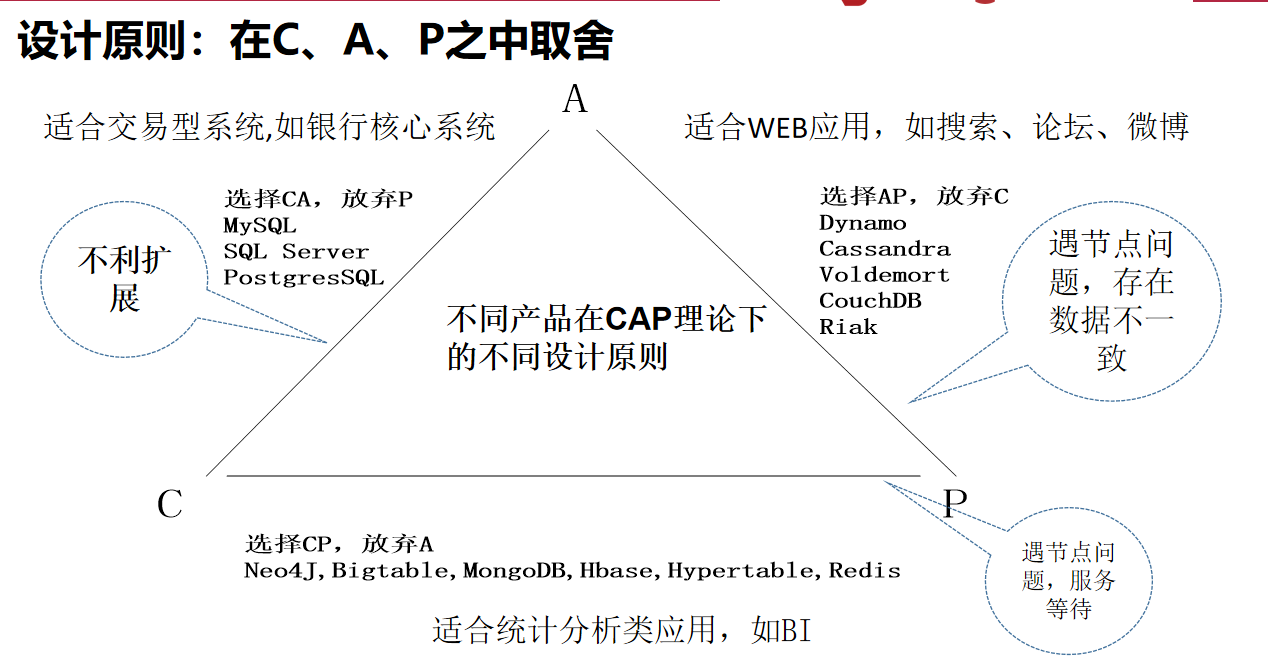 设计原则：在C、A、P之中取舍
A
适合交易型系统,如银行核心系统
适合WEB应用，如搜索、论坛、微博
选择CA，放弃P
MySQL
SQL Server
PostgresSQL
不利扩
展
选择AP，放弃C
Dynamo
Cassandra
Voldemort
CouchDB
Riak
遇节点问
题，存在
数据不一
致
不同产品在CAP理论下
的不同设计原则
C
P
选择CP，放弃A
Neo4J,Bigtable,MongoDB,Hbase,Hypertable,Redis
遇节点问
题，服务
等待
适合统计分析类应用，如BI